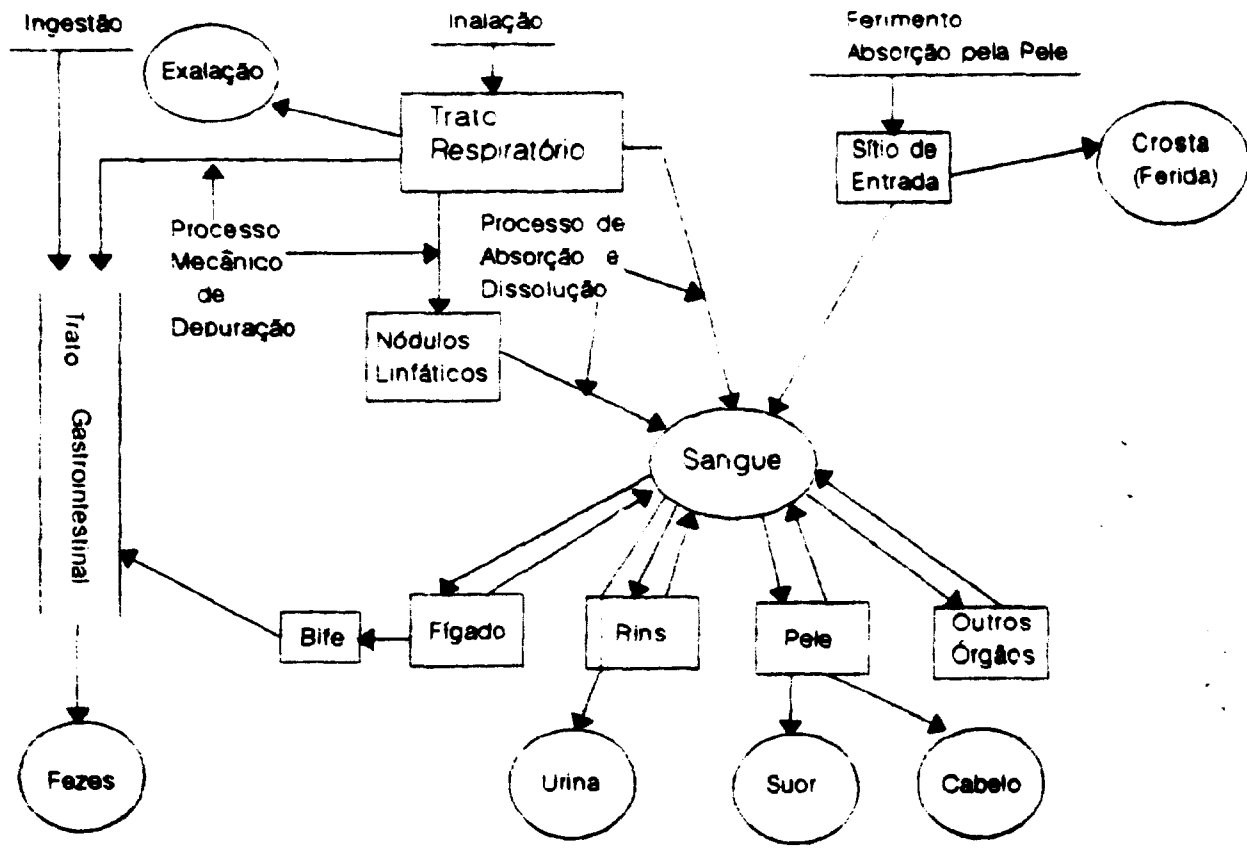 Ingestão
Inalação
Ferimento
Absorção pela Pele
Exalação
Trato
Respiratório
Sítio de
Entrada
Crosta
(Ferida)
Processo
Mecânico
de
Depuração
Processo de
Absorção e
Dissolução
Nódulos
Linfáticos
Trato Gastrointestinal
Sangue
Bife
Fígado
Rins
Pele
Outros
Órgãos
Fezes
Urina
Suor
Cabelo